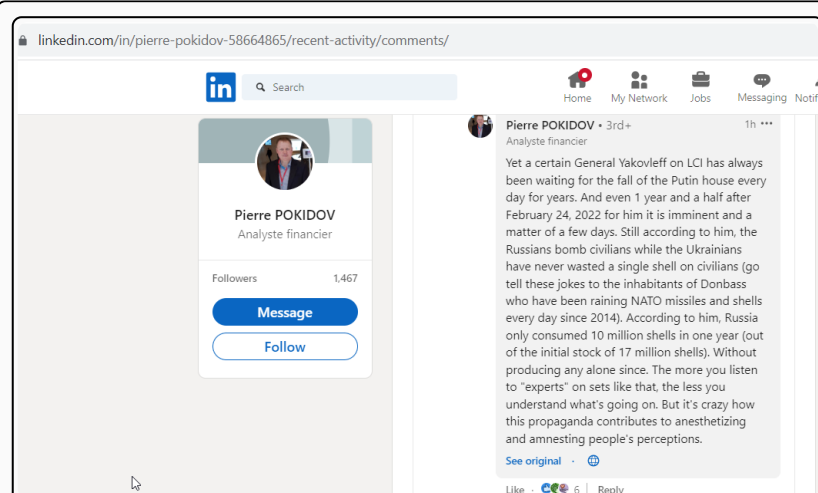 linkedin.com/in/pierre-pokidov-58664865/recent-activity/comments/
in
Search
Home
My Network
Jobs
Messaging
Notif
Pierre POKIDOV
Analyste financier
Followers 1,467
Message
Follow
Pierre POKIDOV • 3rd+
1h •••
Analyste financier
Yet a certain General Yakovleff on LCI has always
been waiting for the fall of the Putin house every
day for years. And even 1 year and a half after
February 24, 2022 for him it is imminent and a
matter of a few days. Still according to him, the
Russians bomb civilians while the Ukrainians
have never wasted a single shell on civilians (go
tell these jokes to the inhabitants of Donbass
who have been raining NATO missiles and shells
every day since 2014). According to him, Russia
only consumed 10 million shells in one year (out
of the initial stock of 17 million shells). Without
producing any alone since. The more you listen
to "experts" on sets like that, the less you
understand what's going on. But it's crazy how
this propaganda contributes to anesthetizing
and amnesting people's perceptions.
See original ·
Like · 6 | Reply